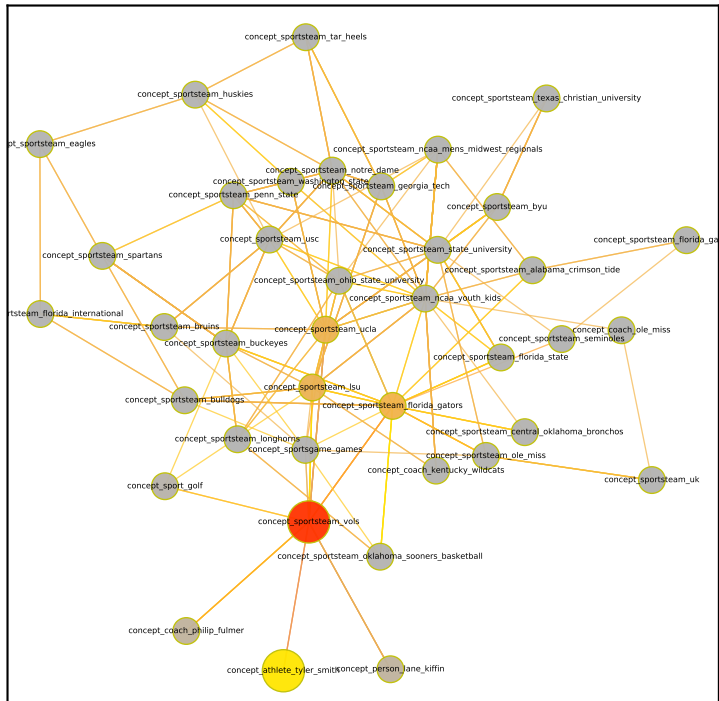 concept_sportsteam_tar_heels
concept_sportsteam_huskies
concept_sportsteam_texas_christian_university
pt_sportsteam_eagles
concept_sportsteam_ncaa_mens_midwest_regionals
concept_sportsteam_notre_dame
concept_sportsteam_washington_state
concept_sportsteam_georgia_tech
concept_sportsteam_penn_state
concept_sportsteam_byu
concept_sportsteam_usc
concept_sportsteam_state_university
concept_sportsteam_florida_ga
concept_sportsteam_spartans
concept_sportsteam_alabama_crimson_tide
concept_sportsteam_ohio_state_university
concept_sportsteam_ncaa_youth_kids
rtsteam_florida_international
concept_sportsteam_bruins
concept_sportsteam_ucla
concept_coach_ole_miss
concept_sportsteam_seminoles
concept_sportsteam_buckeyes
concept_sportsteam_florida_state
concept_sportsteam_lsu
concept_sportsteam_bulldogs
concept_sportsteam_florida_gators
concept_sportsteam_central_oklahoma_bronchos
concept_sportsteam_longhorns
concept_sportsgame_games
concept_sportsteam_ole_miss
concept_coach_kentucky_wildcats
concept_sportsteam_uk
concept_sport_golf
concept_sportsteam_vols
concept_sportsteam_oklahoma_sooners_basketball
concept_coach_philip_fulmer
concept_athlete_tyler_smith
concept_person_lane_kiffin